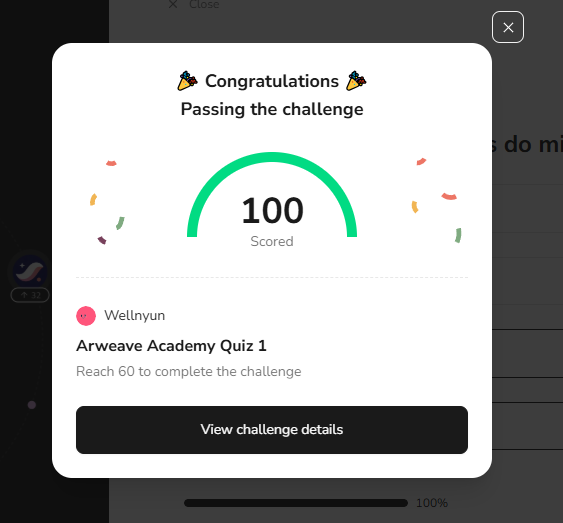 Close
Congratulations
Passing the challenge
s do mi
100
Scored
32
Wellnyun
Arweave Academy Quiz 1
Reach 60 to complete the challenge
View challenge details
100%